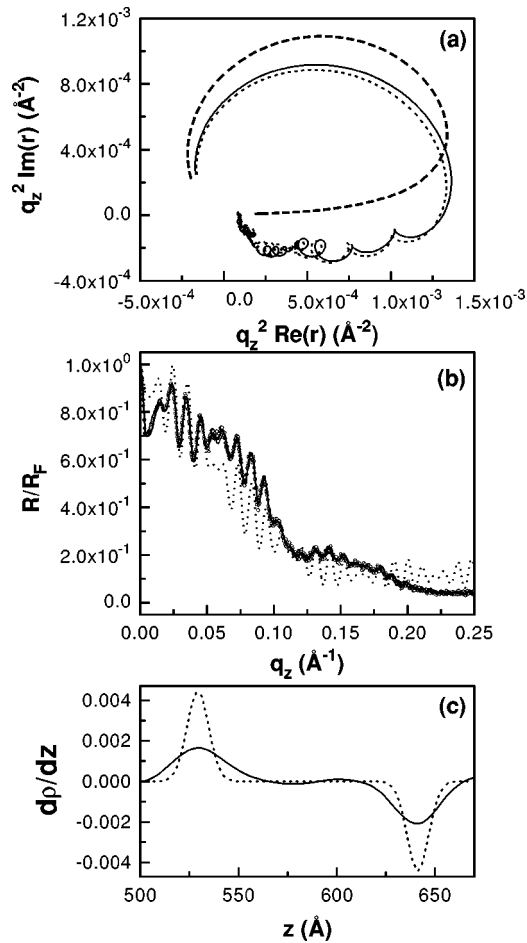 (a)
1.2x10⁻³
8.0x10⁻⁴
4.0x10⁻⁴
0.0
-4.0x10⁻⁴
q_z² Im(r) (Å⁻²)
-5.0x10⁻⁴ 0.0 5.0x10⁻⁴ 1.0x10⁻³ 1.5x10⁻³
q_z² Re(r) (Å⁻²)
(b)
1.0x10⁰
8.0x10⁻¹
6.0x10⁻¹
4.0x10⁻¹
2.0x10⁻¹
0.0
R/R_F
0.00 0.05 0.10 0.15 0.20 0.25
q_z (Å⁻¹)
(c)
0.004
0.002
0.000
-0.002
-0.004
dρ/dz
500 550 600 650
z (Å)